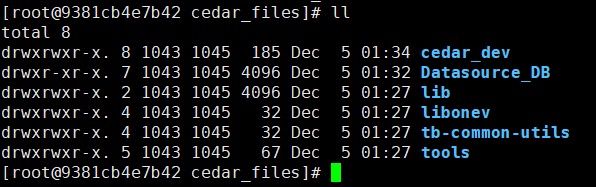 [root@9381cb4e7b42 cedar_files]# ll
total 8
drwxrwxr-x. 8 1043 1045  185 Dec  5 01:34 cedar_dev
drwxrwxr-x. 7 1043 1045 4096 Dec  5 01:32 Datasource_DB
drwxrwxr-x. 2 1043 1045 4096 Dec  5 01:27 lib
drwxrwxr-x. 4 1043 1045   32 Dec  5 01:27 libonev
drwxrwxr-x. 4 1043 1045   32 Dec  5 01:27 tb-common-utils
drwxrwxr-x. 5 1043 1045   67 Dec  5 01:27 tools
[root@9381cb4e7b42 cedar_files]#